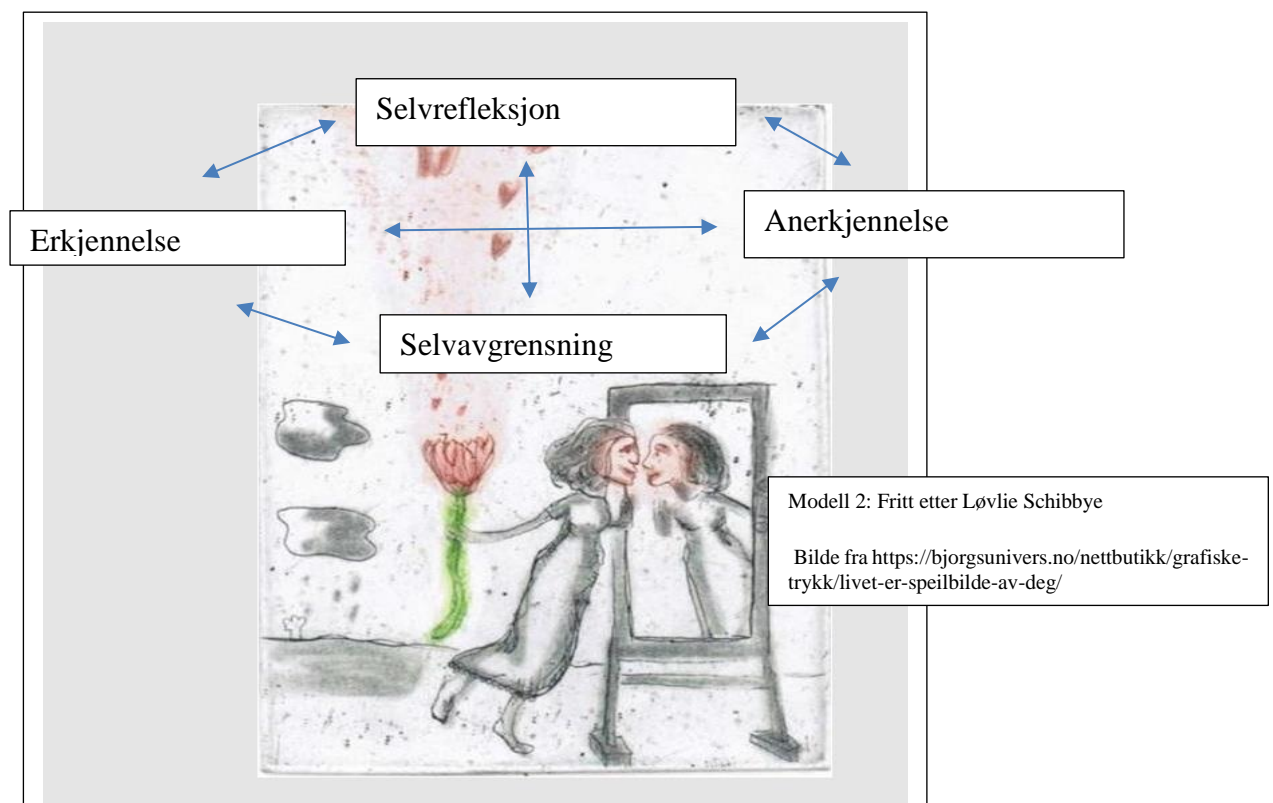 Selvrefleksjon
Erkjennelse
Anerkjennelse
Selvavgrensning
Modell 2: Fritt etter Løvlie Schibbye
Bilde fra https://bjorgsunivers.no/nettbutikk/grafiske-
trykk/livet-er-speilbilde-av-deg/